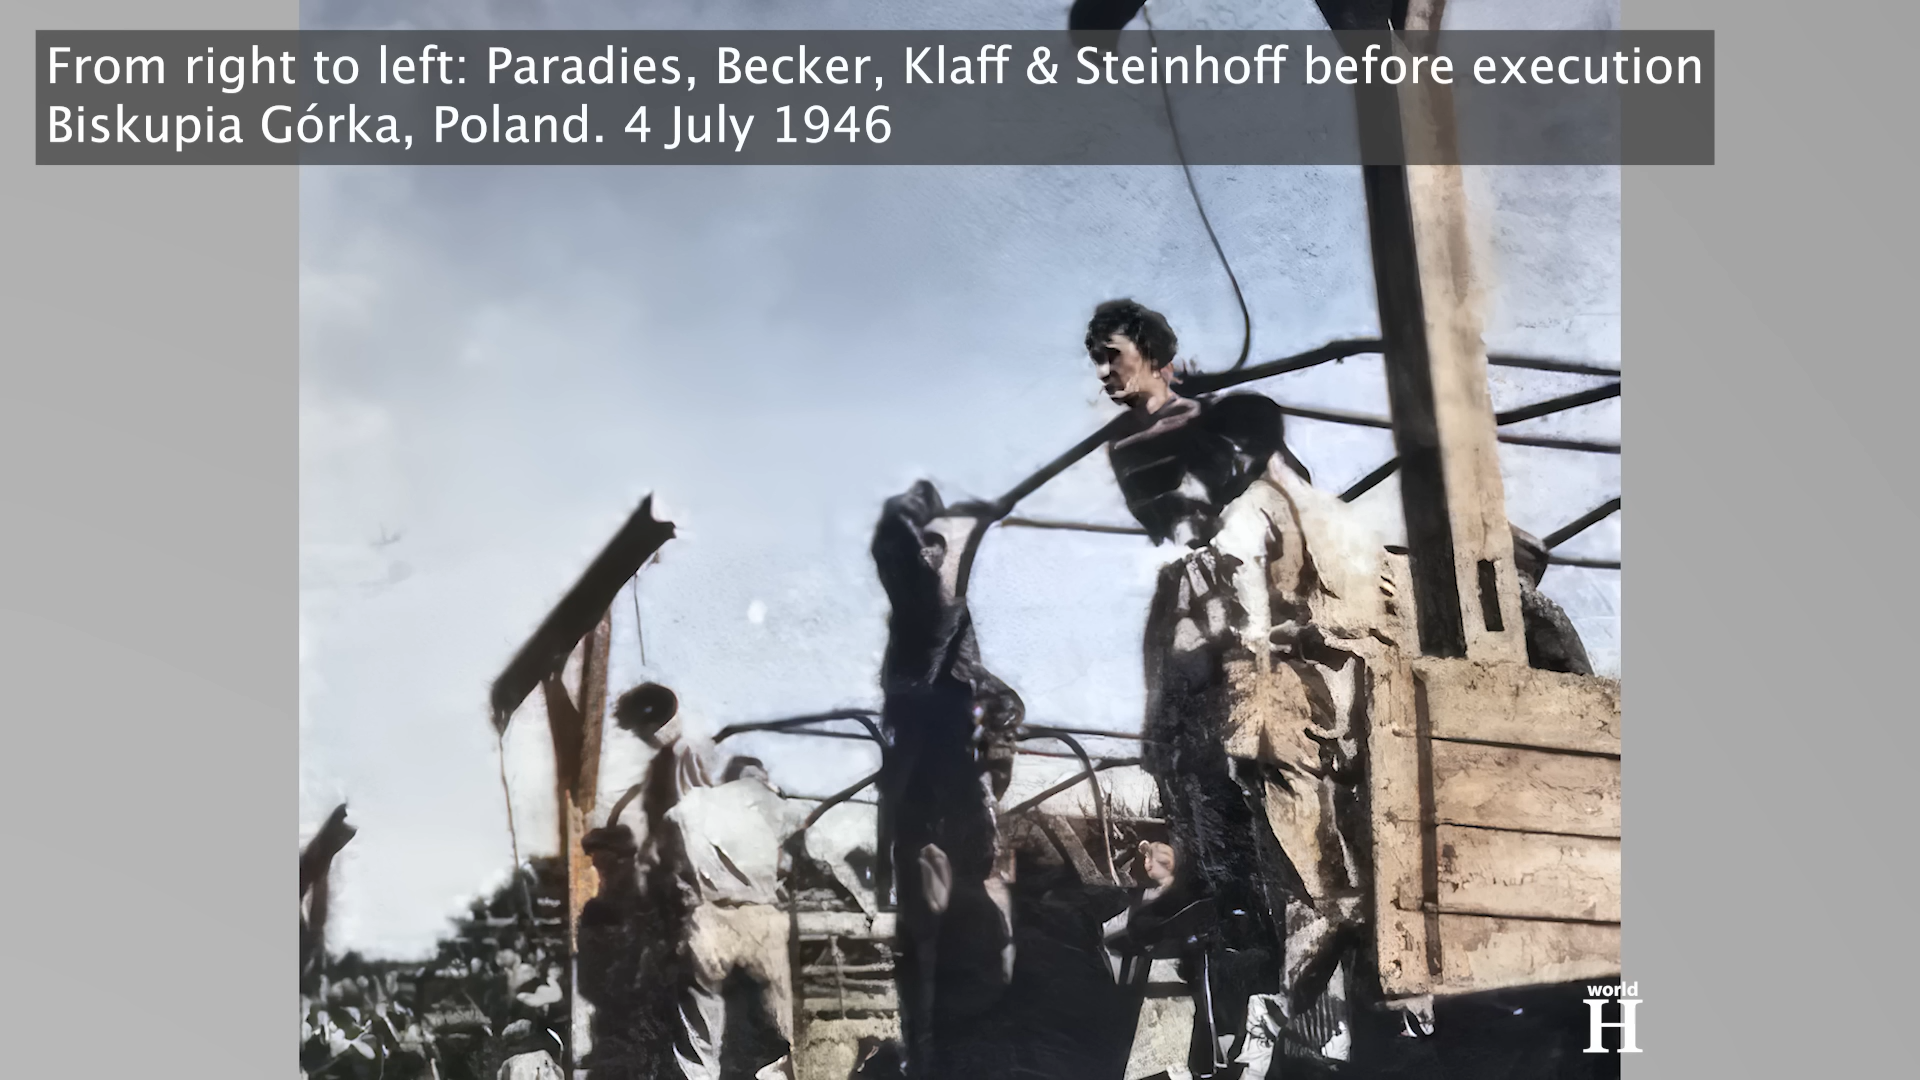 From right to left: Paradies, Becker, Klaff & Steinhoff before execution
Biskupia Górka, Poland. 4 July 1946
world
H